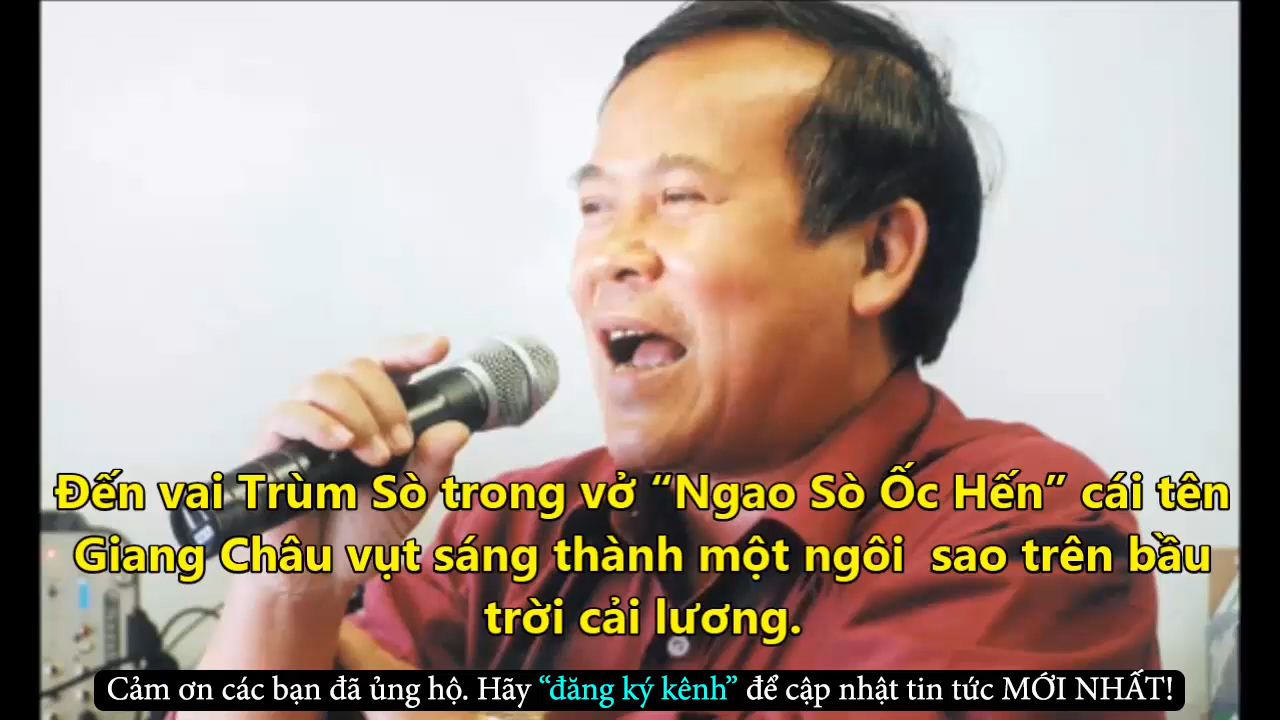 Đến vai Trùm Sò trong vở “Ngao Sò Ốc Hến” cái tên
Giang Châu vụt sáng thành một ngôi  sao trên bầu
trời cải lương.
Cảm ơn các bạn đã ủng hộ. Hãy “đăng ký kênh” để cập nhật tin tức MỚI NHẤT!